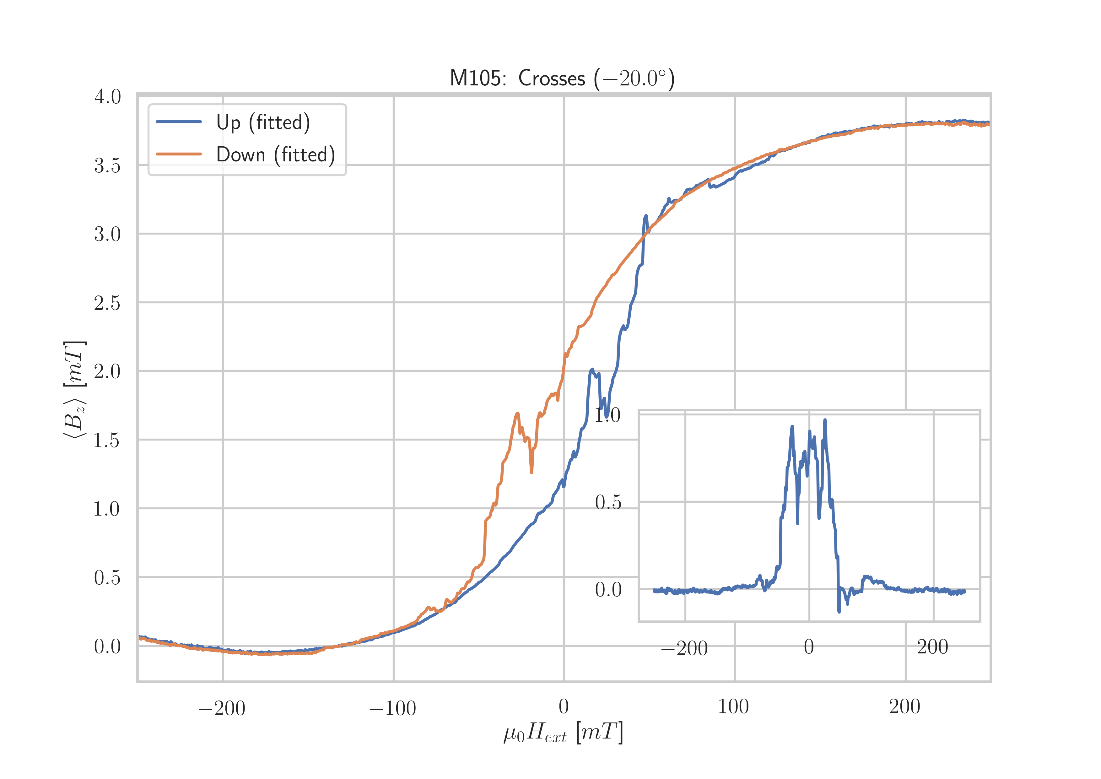 M105: Crosses (−20.0°)
4.0
Up (fitted)
Down (fitted)
3.5
3.0
2.5
2.0
1.5
1.0
0.5
0.0
⟨B_z⟩ [mT]
1.0
0.5
0.0
−200 0 200
−200 −100 0 100 200
μ₀H_ext [mT]